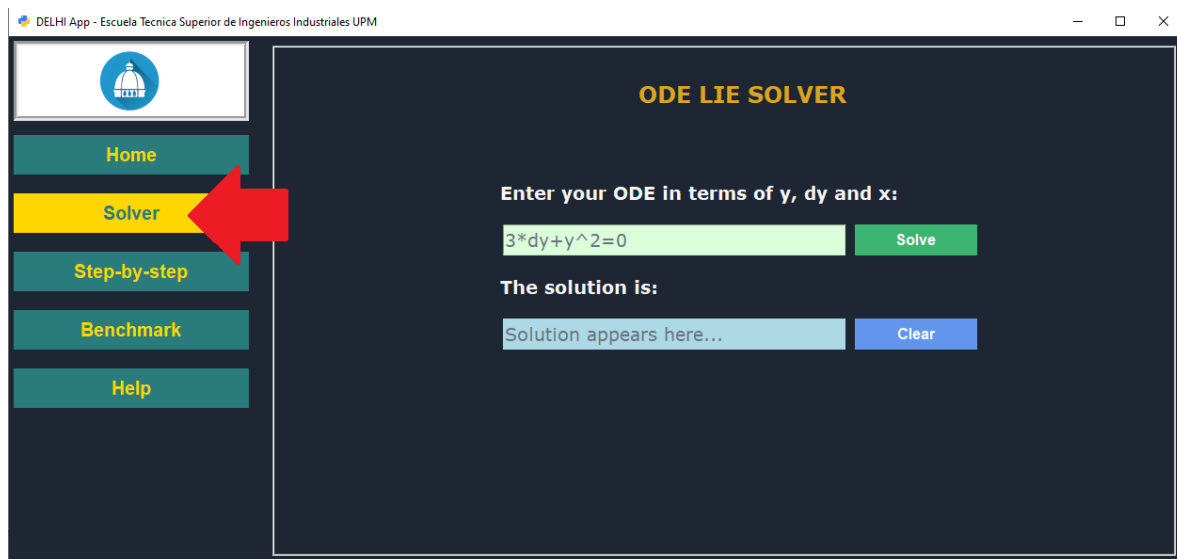 DELHI App - Escuela Tecnica Superior de Ingenieros Industriales UPM
Home
Solver
Step-by-step
Benchmark
Help
ODE LIE SOLVER
Enter your ODE in terms of y, dy and x:
3*dy+y^2=0
Solve
The solution is:
Solution appears here...
Clear